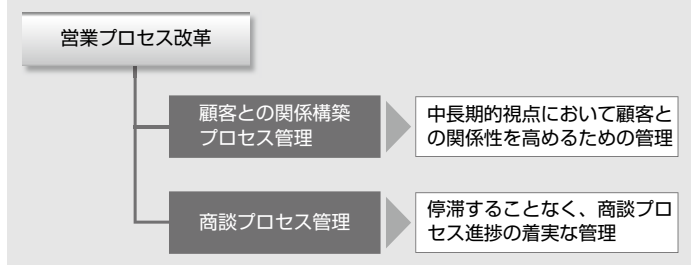 営業プロセス改革
顧客との関係構築
プロセス管理
中長期的視点において顧客と
の関係性を高めるための管理
商談プロセス管理
停滞することなく、商談プロ
セス進捗の着実な管理